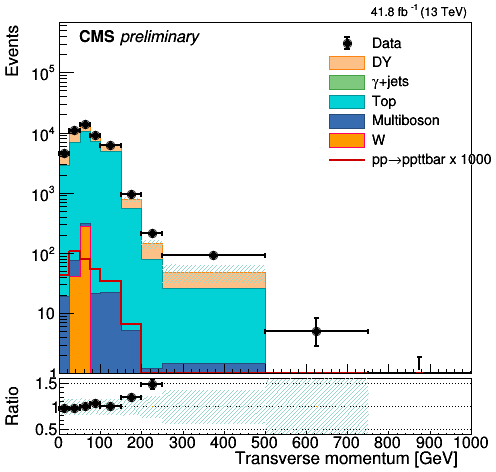 41.8 fb⁻¹ (13 TeV)
CMS preliminary
Events
Data
DY
γ+jets
Top
Multiboson
W
pp→ppttbar x 1000
10⁵
10⁴
10³
10²
10
1
Ratio
1.5
1
0.5
0 100 200 300 400 500 600 700 800 900 1000
Transverse momentum [GeV]